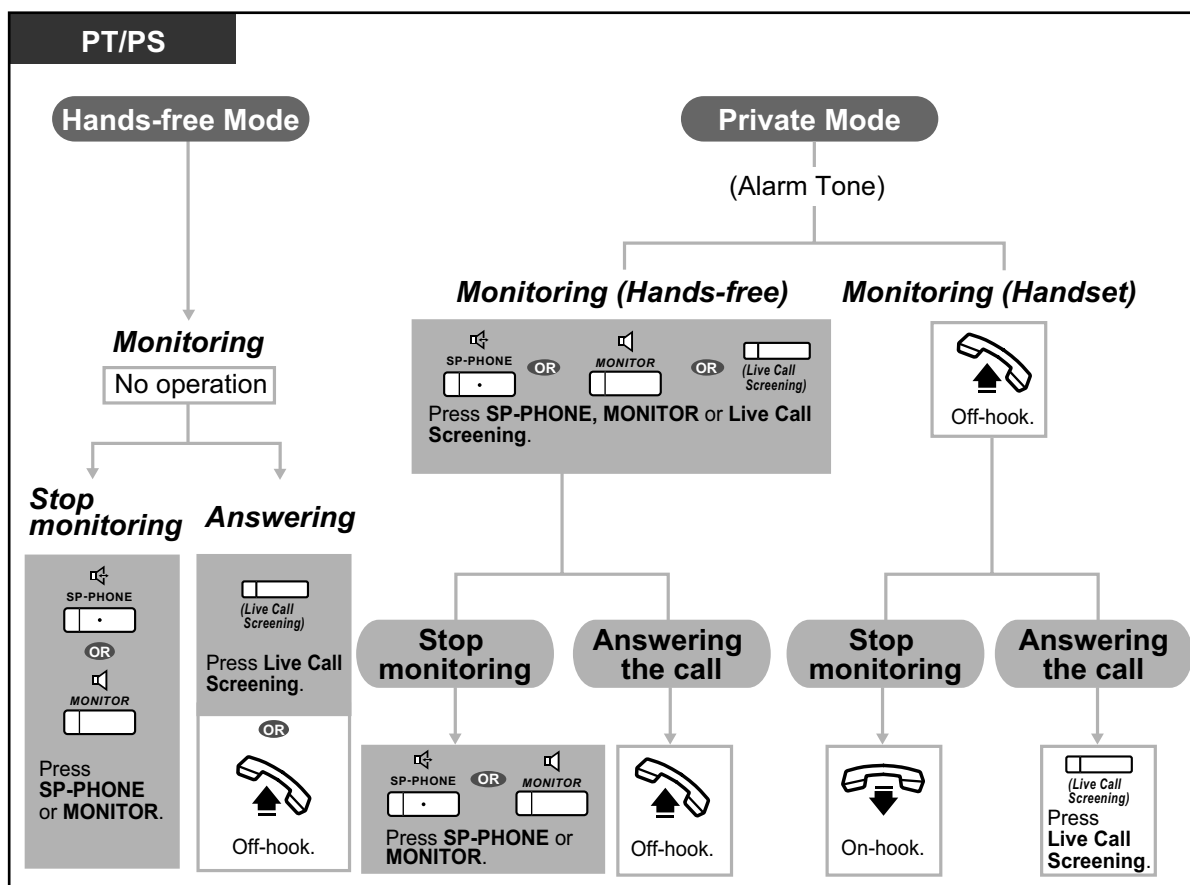 PT/PS
Hands-free Mode
Monitoring
No operation
Stop
monitoring
SP-PHONE
OR
MONITOR
Press
SP-PHONE
or MONITOR.
Answering
(Live Call
Screening)
Press Live Call
Screening.
OR
Off-hook.
Private Mode
(Alarm Tone)
Monitoring (Hands-free)
SP-PHONE
OR
MONITOR
OR
(Live Call
Screening)
Press SP-PHONE, MONITOR or Live Call
Screening.
Stop
monitoring
SP-PHONE
OR
MONITOR
Press SP-PHONE or
MONITOR.
Answering
the call
Off-hook.
Monitoring (Handset)
Off-hook.
Stop
monitoring
On-hook.
Answering
the call
(Live Call
Screening)
Press
Live Call
Screening.